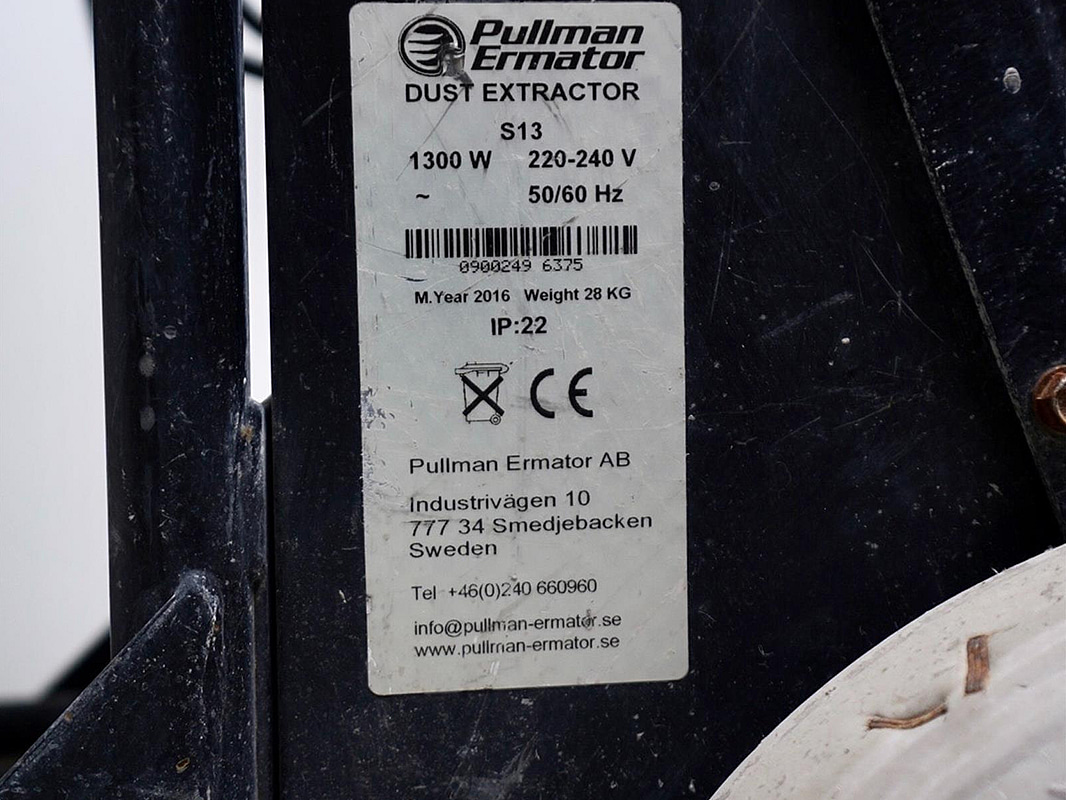 Pullman
Ermator
DUST EXTRACTOR
S13
1300 W 220-240 V
~ 50/60 Hz
0900249 6375
M.Year 2016 Weight 28 KG
IP:22
CE
Pullman Ermator AB
Industrivägen 10
777 34 Smedjebacken
Sweden
Tel +46(0)240 660960
info@pullman-ermator.se
www.pullman-ermator.se